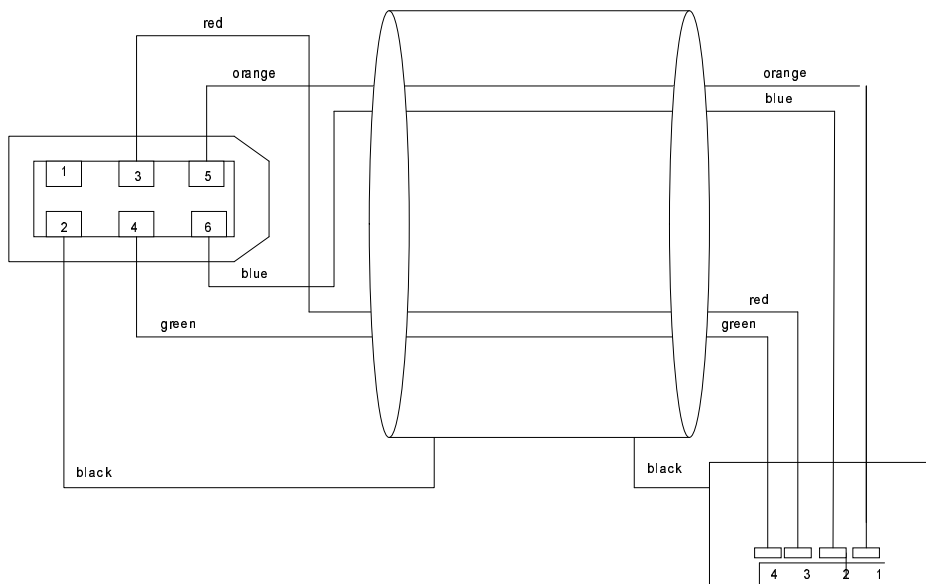 red
orange
orange
blue
1
3
5
2
4
6
blue
red
green
green
black
black
4
3
2
1